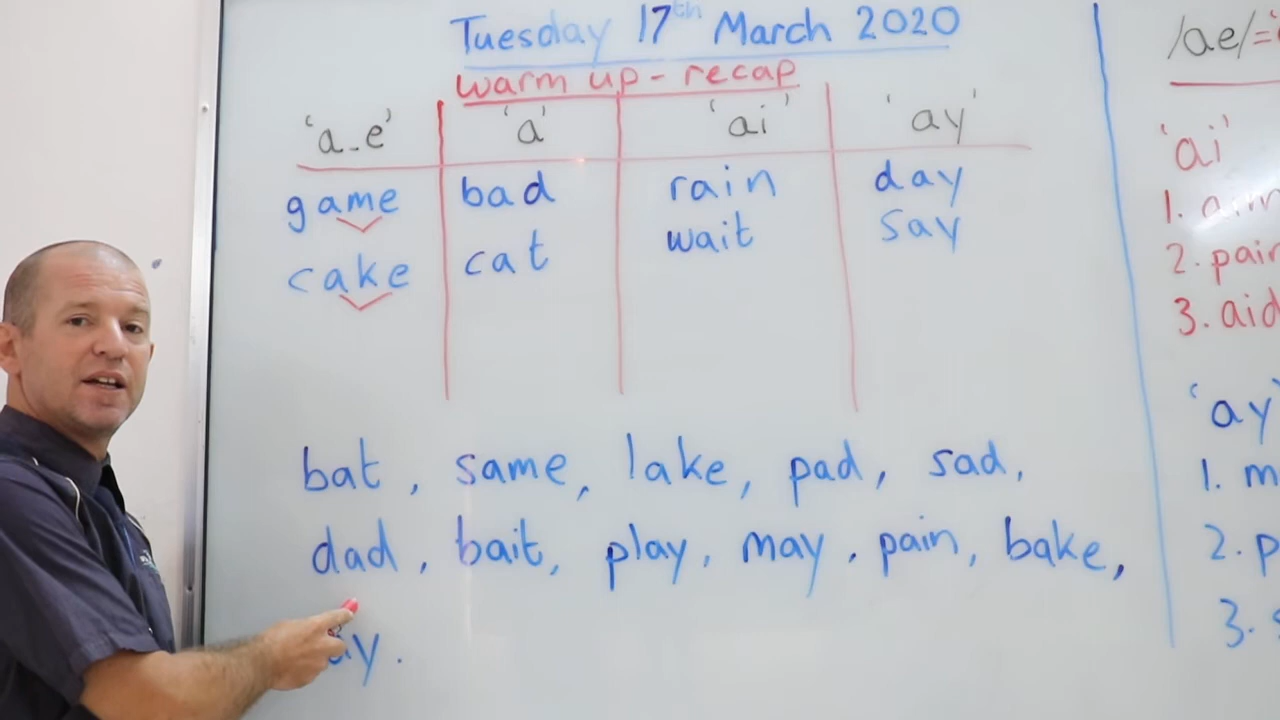 Tuesday 17th March 2020
warm up - recap
'a_e' 'a' 'ai' 'ay'
game bad rain day
cake cat wait say
bat, same, lake, pad, sad,
dad, bait, play, may, pain, bake,
/ae/=
'ai'
1.
2. pair
3. aid
'ay'
1. m
2. p
3.